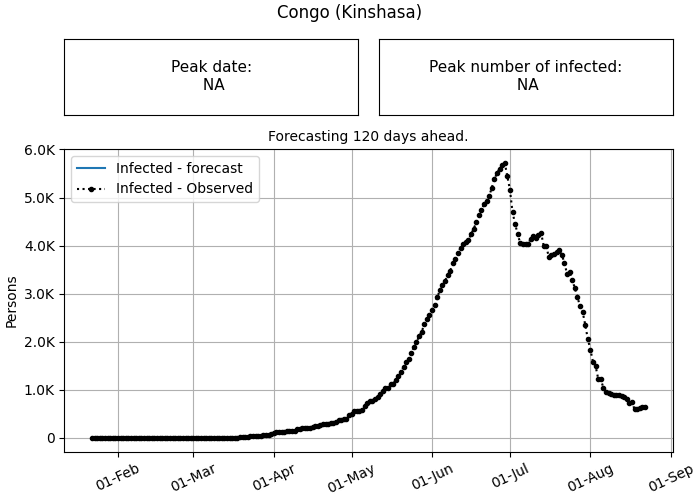 Congo (Kinshasa)
Peak date:
NA
Peak number of infected:
NA
Forecasting 120 days ahead.
Infected - forecast
Infected - Observed
Persons
6.0K
5.0K
4.0K
3.0K
2.0K
1.0K
0
01-Feb
01-Mar
01-Apr
01-May
01-Jun
01-Jul
01-Aug
01-Sep